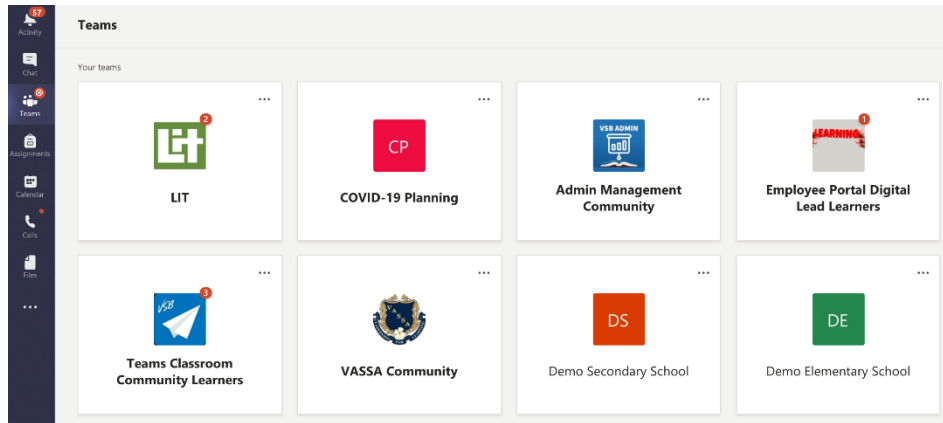 57
Activity
Chat
@
Teams
Assignments
Calendar
Calls
Files
Teams
Your teams
2
Lit
LIT
CP
COVID-19 Planning
VSB ADMIN
Admin Management
Community
1
LEARNING
Employee Portal Digital
Lead Learners
VSB
3
Teams Classroom
Community Learners
VASSA
VASSA Community
DS
Demo Secondary School
DE
Demo Elementary School